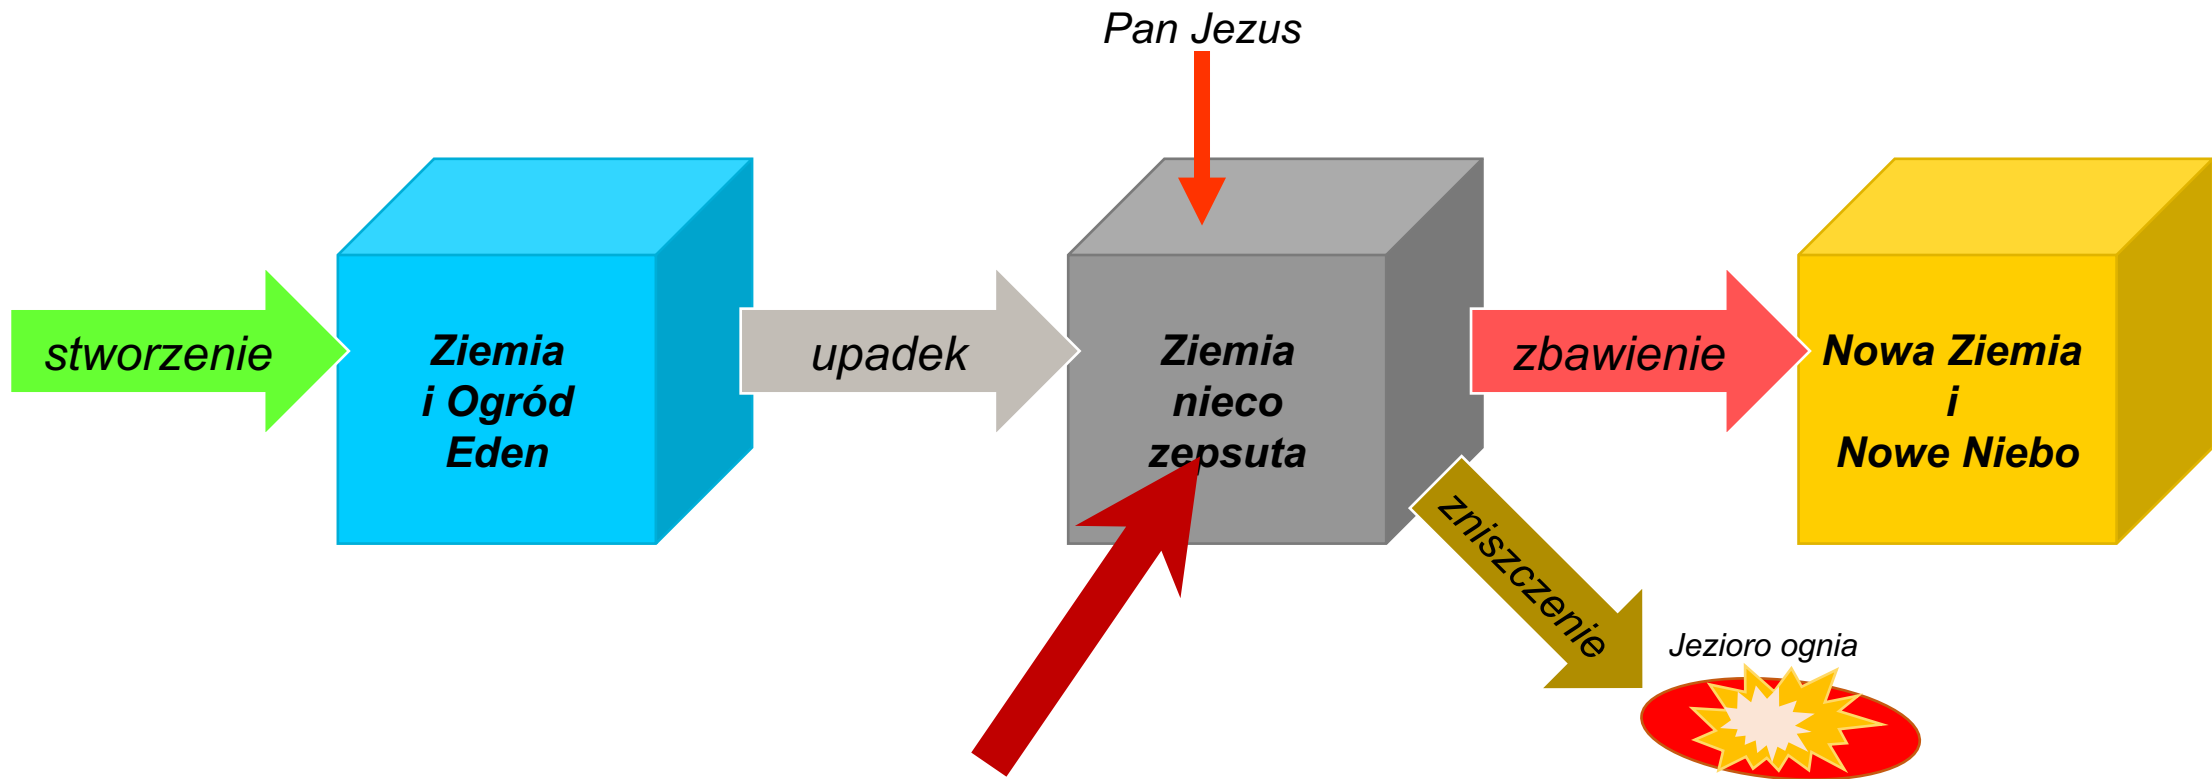 Pan Jezus
stworzenie
Ziemia
i Ogród
Eden
upadek
Ziemia
nieco
zepsuta
zbawienie
Nowa Ziemia
i
Nowe Niebo
zniszczenie
Jezioro ognia